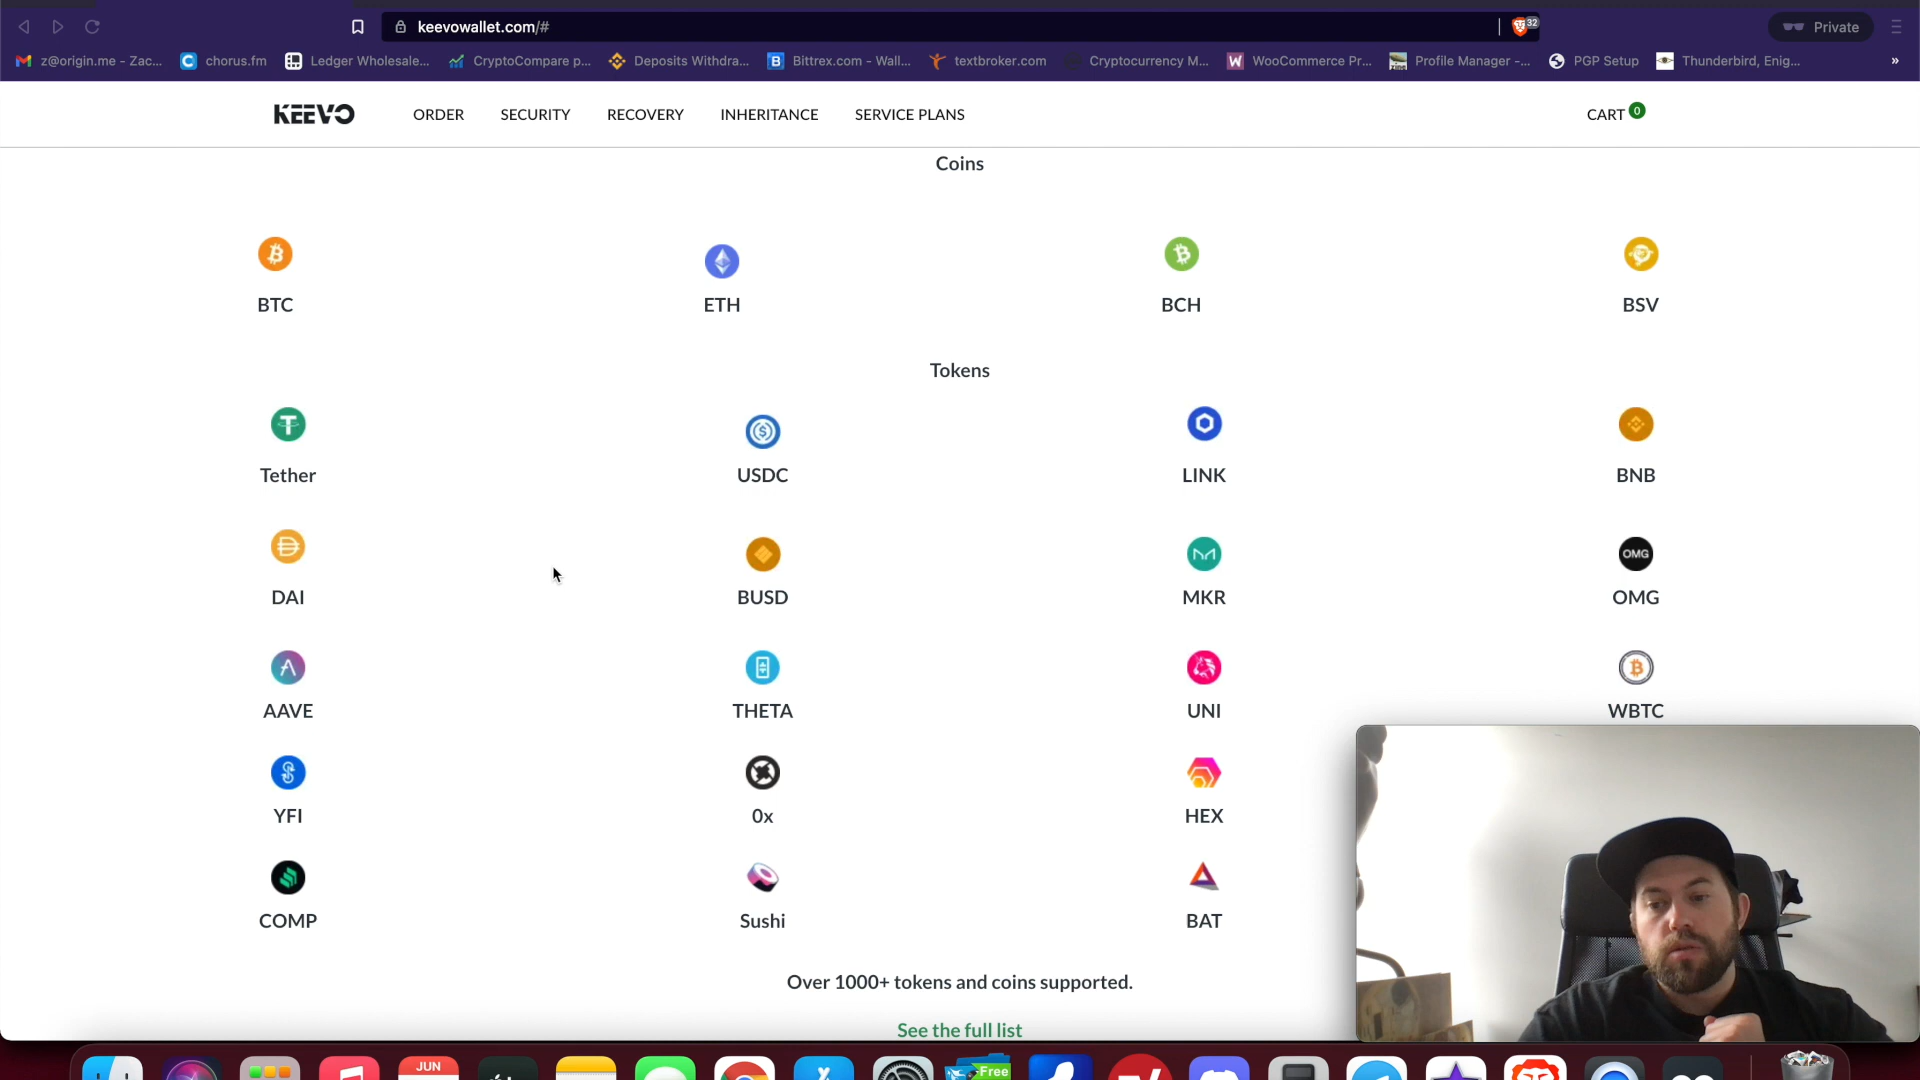 keevowallet.com/#
32
Private
z@origin.me - Zac...
chorus.fm
Ledger Wholesale...
CryptoCompare p...
Deposits Withdra...
Bittrex.com - Wall...
textbroker.com
Cryptocurrency M...
WooCommerce Pr...
Profile Manager -...
PGP Setup
Thunderbird, Enig...
»
KEEVO
ORDER
SECURITY
RECOVERY
INHERITANCE
SERVICE PLANS
CART
0
Coins
BTC
ETH
BCH
BSV
Tokens
Tether
USDC
LINK
BNB
OMG
DAI
BUSD
MKR
OMG
AAVE
THETA
UNI
WBTC
YFI
0x
HEX
COMP
Sushi
BAT
Over 1000+ tokens and coins supported.
See the full list
JUN
Free